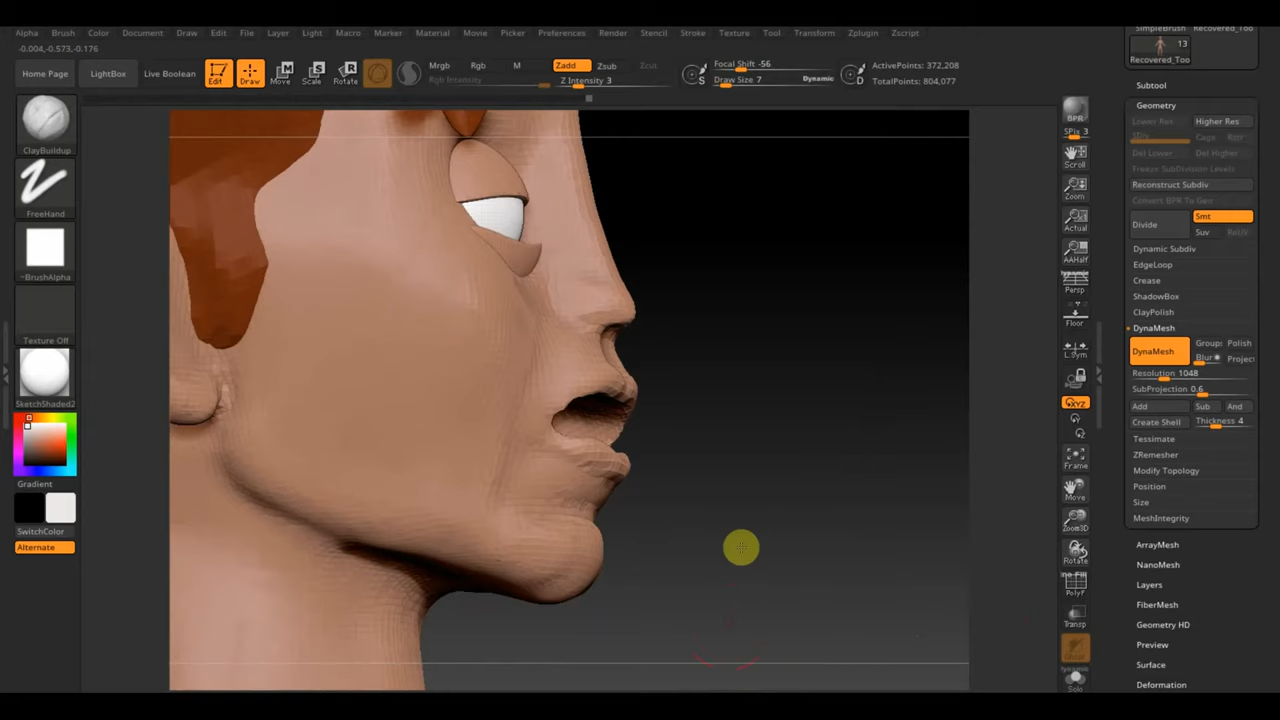 SimpleBrush Recovered_Too
Alpha Brush Color Document Draw Edit File Layer Light Macro Marker Material Movie Picker Preferences Render Stencil Stroke Texture Tool Transform Zplugin Zscript
-0.004,-0.573,-0.176
13
Recovered_Too
Home Page LightBox Live Boolean Edit Draw Move Scale Rotate
Mrgb Rgb M Zadd Zsub Zcut
Rgb Intensity Z Intensity 3
Focal Shift -56
Draw Size 7 Dynamic
ActivePoints: 372,208
TotalPoints: 804,077
S
D
ClayBuildup
FreeHand
~BrushAlpha
Texture Off
SketchShaded2
Gradient
SwitchColor
Alternate
BPR
SPix 3
Scroll
Zoom
Actual
AAHalf
dynamic
Persp
Floor
L.Sym
XYZ
Frame
Move
Zoom3D
Rotate
PolyF
Transp
dynamic
Solo
Subtool
Geometry
Lower Res Higher Res
SDiv Cage Rstr
Del Lower Del Higher
Freeze SubDivision Levels
Reconstruct Subdiv
Convert BPR To Geo
Divide Smt
Suv
Dynamic Subdiv
EdgeLoop
Crease
ShadowBox
ClayPolish
DynaMesh
DynaMesh Groups Polish
Blur Projec
Resolution 1048
SubProjection 0.6
Add Sub And
Create Shell Thickness 4
Tessimate
ZRemesher
Modify Topology
Position
Size
MeshIntegrity
ArrayMesh
NanoMesh
Layers
FiberMesh
Geometry HD
Preview
Surface
Deformation